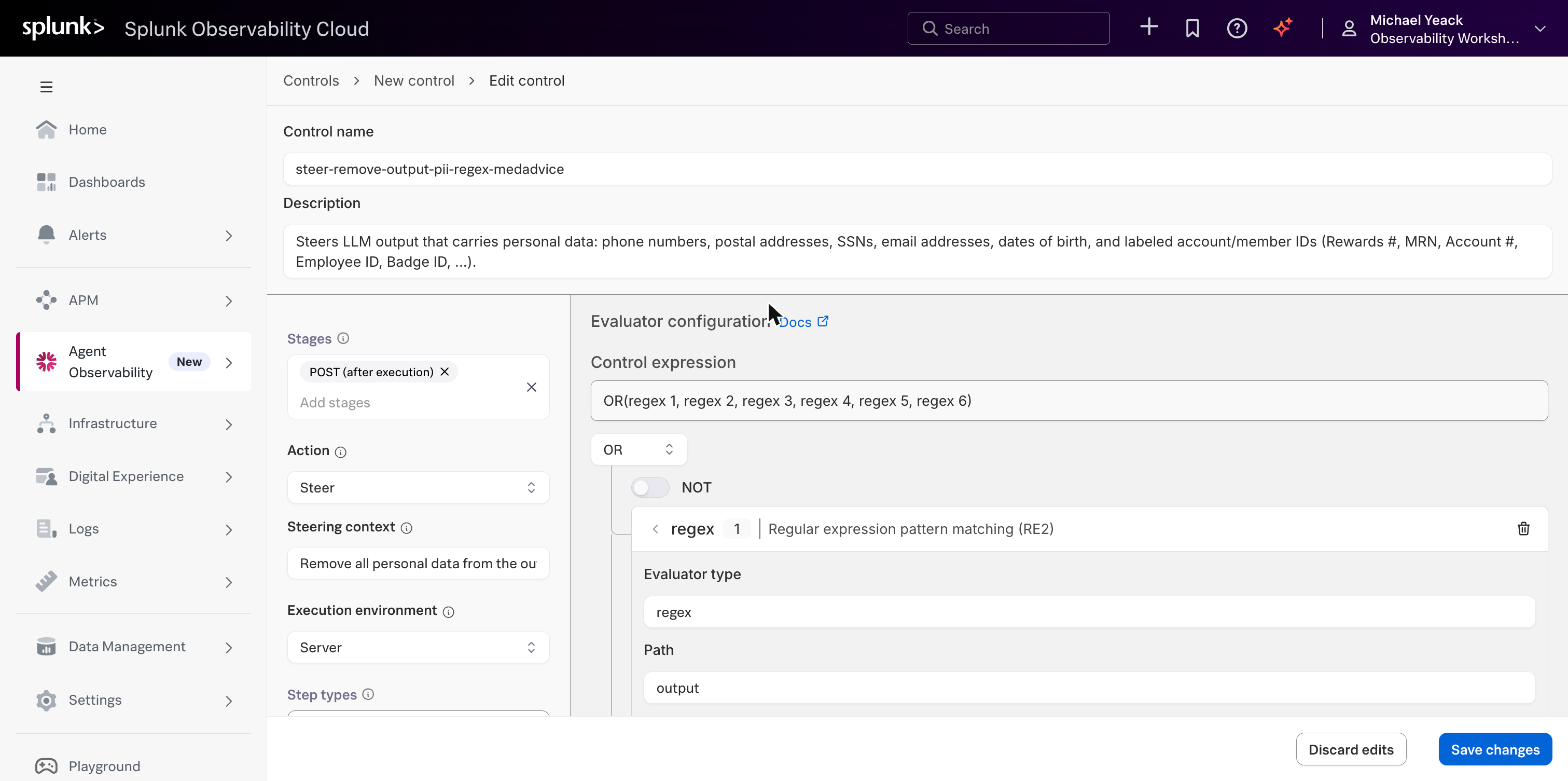 splunk> Splunk Observability Cloud
Search
Michael Yeack
Observability Worksh...
Home
Dashboards
Alerts
APM
Agent
Observability
New
Infrastructure
Digital Experience
Logs
Metrics
Data Management
Settings
Playground
Controls > New control > Edit control
Control name
steer-remove-output-pii-regex-medadvice
Description
Steers LLM output that carries personal data: phone numbers, postal addresses, SSNs, email addresses, dates of birth, and labeled account/member IDs (Rewards #, MRN, Account #,
Employee ID, Badge ID, ...).
Stages
POST (after execution)
Add stages
Action
Steer
Steering context
Remove all personal data from the ou
Execution environment
Server
Step types
Evaluator configuration Docs
Control expression
OR(regex 1, regex 2, regex 3, regex 4, regex 5, regex 6)
OR
NOT
regex 1 | Regular expression pattern matching (RE2)
Evaluator type
regex
Path
output
Discard edits
Save changes